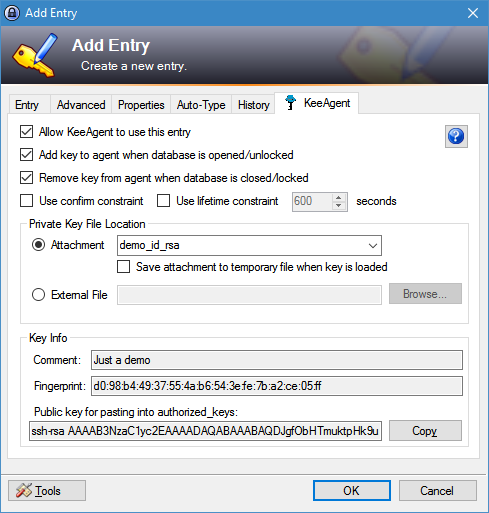 Add Entry
Add Entry
Create a new entry.
Entry Advanced Properties Auto-Type History KeeAgent
Allow KeeAgent to use this entry
Add key to agent when database is opened/unlocked
Remove key from agent when database is closed/locked
Use confirm constraint Use lifetime constraint 600 seconds
Private Key File Location
Attachment demo_id_rsa
Save attachment to temporary file when key is loaded
External File Browse...
Key Info
Comment: Just a demo
Fingerprint: d0:98:b4:49:37:55:4a:b6:54:3e:fe:7b:a2:ce:05:ff
Public key for pasting into authorized_keys:
ssh-rsa AAAAB3NzaC1yc2EAAAADAQABAAABAQDJgfObHTmuktpHk9u Copy
Tools OK Cancel